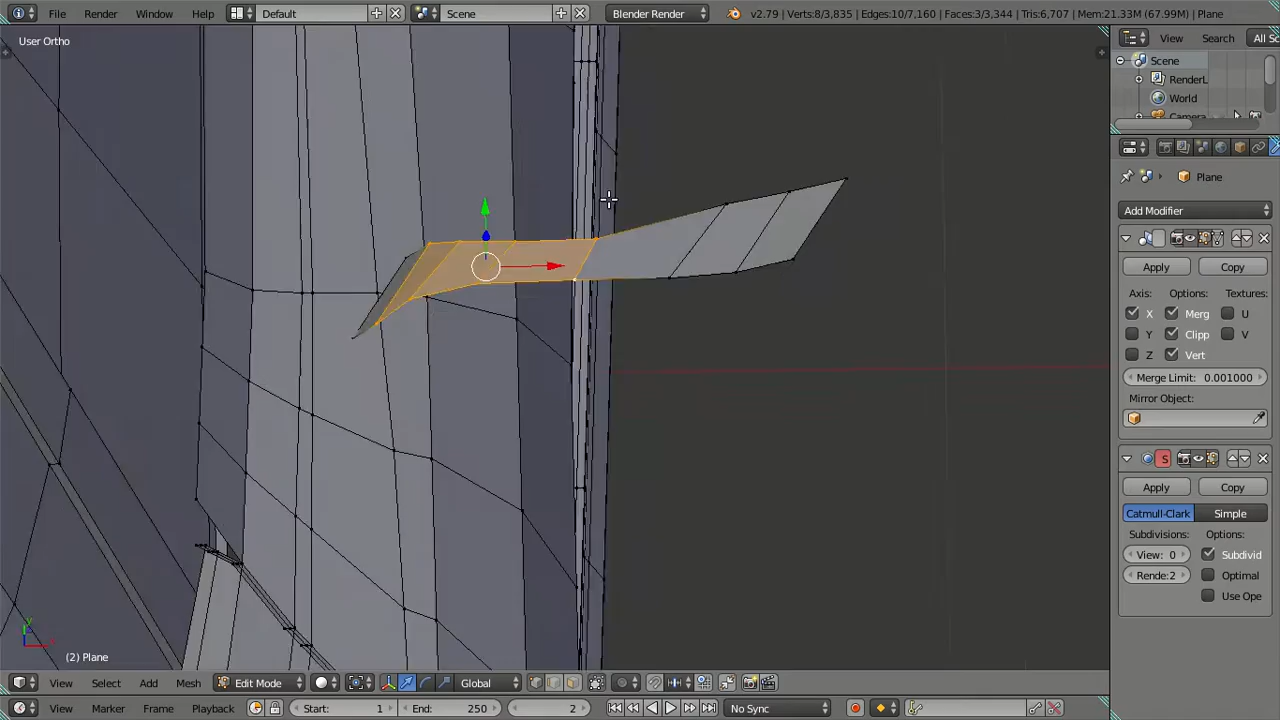 File Render Window Help Default Scene Blender Render v2.79 | Verts:8/3,835 | Edges:10/7,160 | Faces:3/3,344 | Tris:6,707 | Mem:21.33M (67.99M) | Plane
User Ortho
View Search All Sc
Scene
RenderL
World
Camera
Plane
Add Modifier
Apply Copy
Axis: Options: Textures:
X Merg U
Y Clipp V
Z Vert
Merge Limit: 0.001000
Mirror Object:
S
Apply Copy
Catmull-Clark Simple
Subdivisions: Options:
View: 0 Subdivid
Rende:2 Optimal
Use Ope
y
x
(2) Plane
View Select Add Mesh Edit Mode Global
View Marker Frame Playback Start: 1 End: 250 2 No Sync